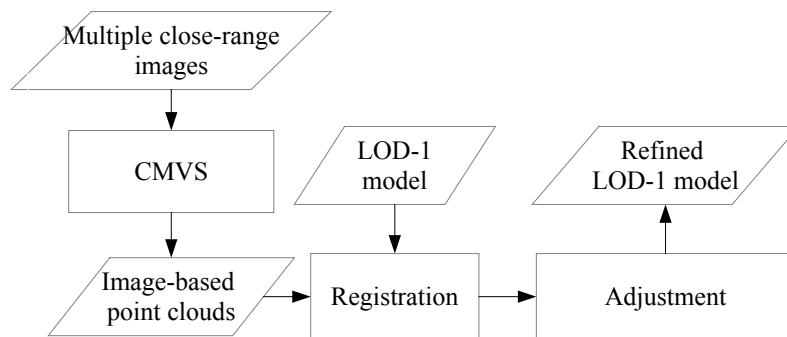 Multiple close-range
images
CMVS
LOD-1
model
Refined
LOD-1 model
Image-based
point clouds
Registration
Adjustment